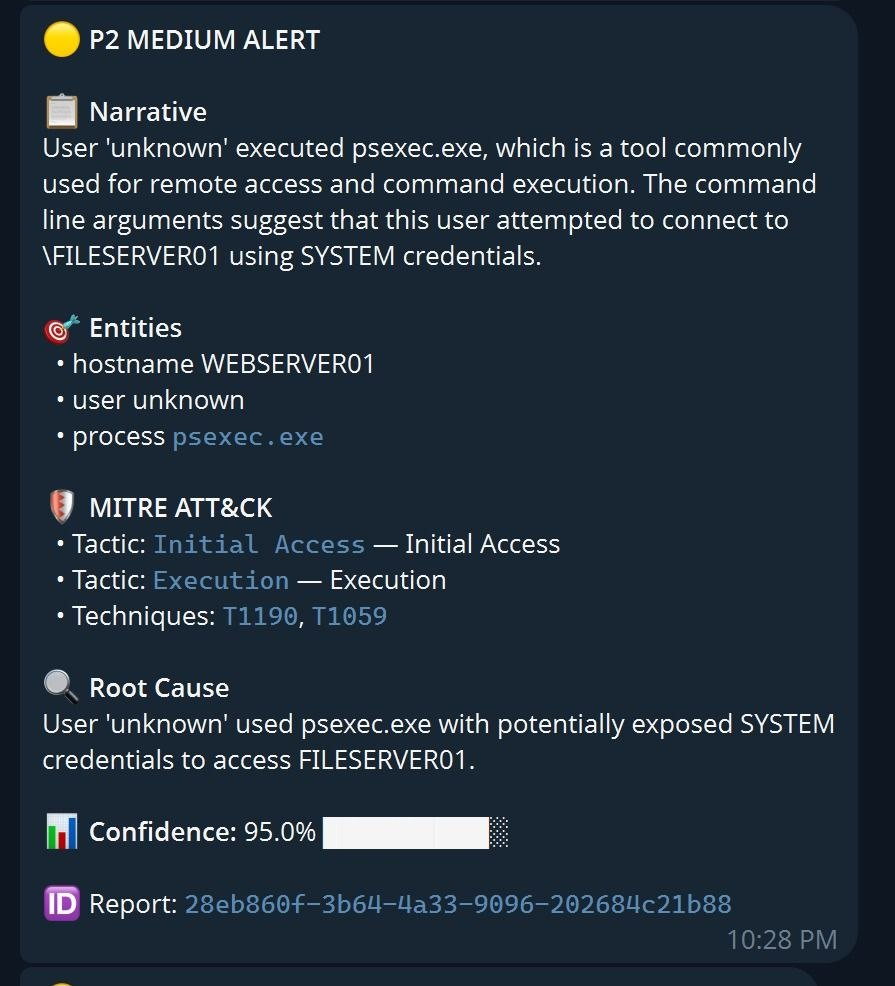 P2 MEDIUM ALERT
Narrative
User 'unknown' executed psexec.exe, which is a tool commonly
used for remote access and command execution. The command
line arguments suggest that this user attempted to connect to
\FILESERVER01 using SYSTEM credentials.
Entities
• hostname WEBSERVER01
• user unknown
• process psexec.exe
MITRE ATT&CK
• Tactic: Initial Access — Initial Access
• Tactic: Execution — Execution
• Techniques: T1190, T1059
Root Cause
User 'unknown' used psexec.exe with potentially exposed SYSTEM
credentials to access FILESERVER01.
Confidence: 95.0%
ID Report: 28eb860f-3b64-4a33-9096-202684c21b88
10:28 PM